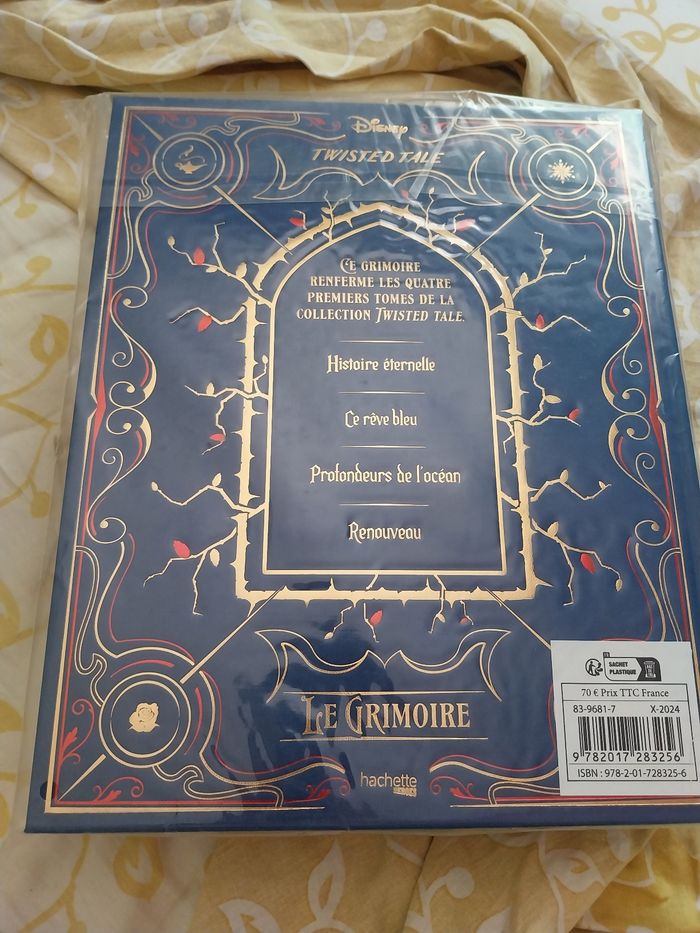 DISNEY
TWISTED TALE
CE GRIMOIRE
RENFERME LES QUATRE
PREMIERS TOMES DE LA
COLLECTION TWISTED TALE.
Histoire éternelle
Ce rêve bleu
Profondeurs de l'océan
Renouveau
LE GRIMOIRE
hachette
HEROES
SACHET
PLASTIQUE
70 € Prix TTC France
83-9681-7 X-2024
9 782017 283256
ISBN : 978-2-01-728325-6